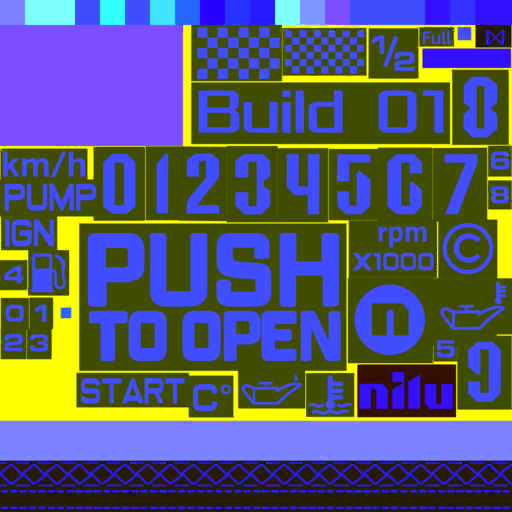 1/2
Full
Build 01
8
km/h
0 1 2 3 4 5 6 7
6
PUMP
8
IGN
rpm
x1000
©
4
PUSH
TO OPEN
0 1
2 3
n
5
9
START
C°
nilu